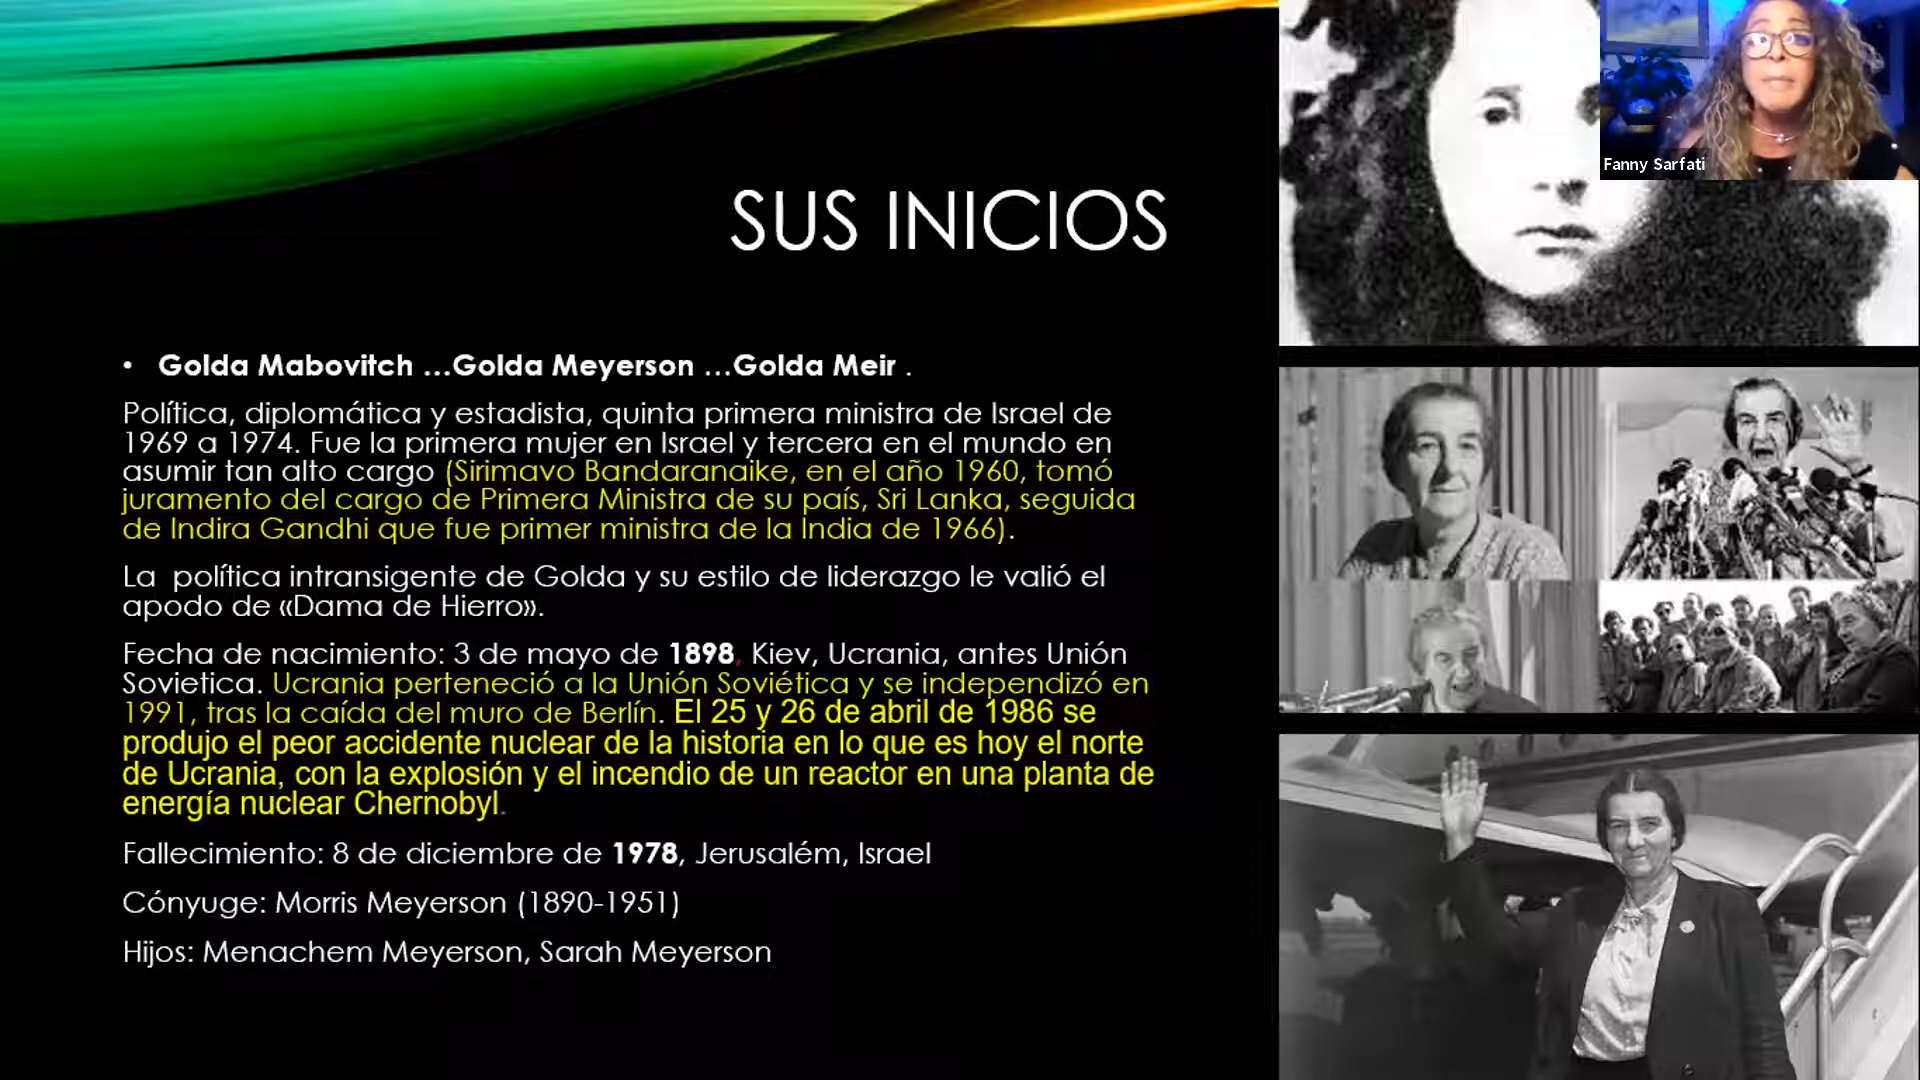 SUS INICIOS
Fanny Sarfati
• Golda Mabovitch ...Golda Meyerson ...Golda Meir .
Política, diplomática y estadista, quinta primera ministra de Israel de
1969 a 1974. Fue la primera mujer en Israel y tercera en el mundo en
asumir tan alto cargo (Sirimavo Bandaranaike, en el año 1960, tomó
juramento del cargo de Primera Ministra de su país, Sri Lanka, seguida
de Indira Gandhi que fue primer ministra de la India de 1966).
La política intransigente de Golda y su estilo de liderazgo le valió el
apodo de «Dama de Hierro».
Fecha de nacimiento: 3 de mayo de 1898, Kiev, Ucrania, antes Unión
Sovietica. Ucrania perteneció a la Unión Soviética y se independizó en
1991, tras la caída del muro de Berlín. El 25 y 26 de abril de 1986 se
produjo el peor accidente nuclear de la historia en lo que es hoy el norte
de Ucrania, con la explosión y el incendio de un reactor en una planta de
energía nuclear Chernobyl.
Fallecimiento: 8 de diciembre de 1978, Jerusalém, Israel
Cónyuge: Morris Meyerson (1890-1951)
Hijos: Menachem Meyerson, Sarah Meyerson